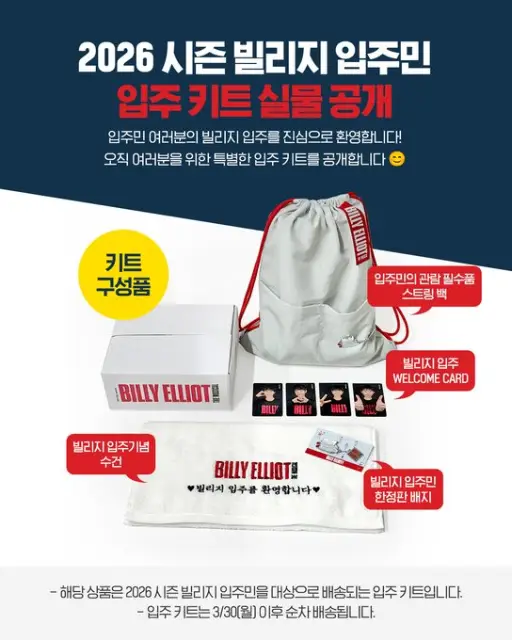 2026 시즌 빌리지 입주민
입주 키트 실물 공개
입주민 여러분의 빌리지 입주를 진심으로 환영합니다!
오직 여러분을 위한 특별한 입주 키트를 공개합니다 😊
키트
구성품
BILLY ELLIOT
입주민의 관람 필수품
스트링 백
BILLY ELLIOT
빌리지 입주
WELCOME CARD
빌리지 입주기념
수건
BILLY ELLIOT
♥빌리지 입주를 환영합니다♥
빌리지 입주민
한정판 배지
- 해당 상품은 2026 시즌 빌리지 입주민을 대상으로 배송되는 입주 키트입니다.
- 입주 키트는 3/30(월) 이후 순차 배송됩니다.